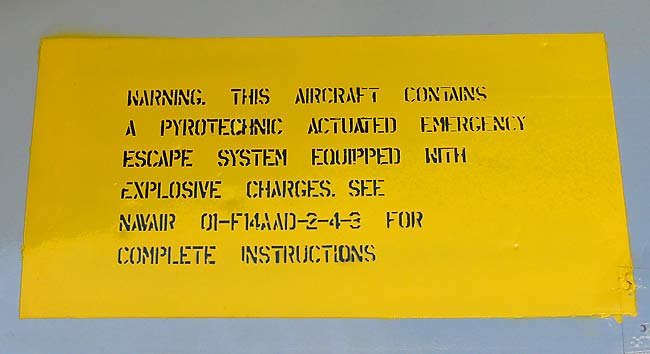 WARNING. THIS AIRCRAFT CONTAINS
A PYROTECHNIC ACTUATED EMERGENCY
ESCAPE SYSTEM EQUIPPED WITH
EXPLOSIVE CHARGES. SEE
NAVAIR 01-F14AAD-2-4-3 FOR
COMPLETE INSTRUCTIONS